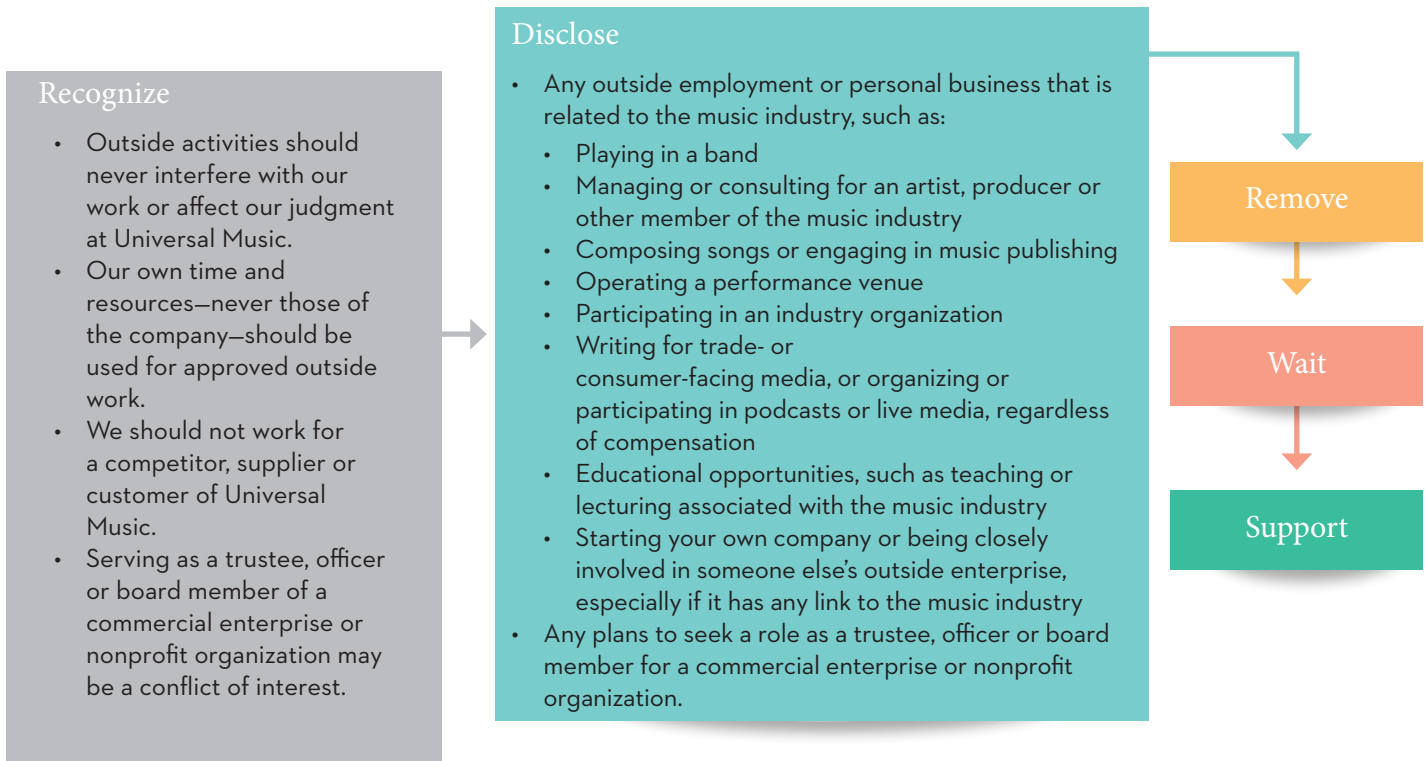 Recognize
• Outside activities should
never interfere with our
work or affect our judgment
at Universal Music.
• Our own time and
resources—never those of
the company—should be
used for approved outside
work.
• We should not work for
a competitor, supplier or
customer of Universal
Music.
• Serving as a trustee, officer
or board member of a
commercial enterprise or
nonprofit organization may
be a conflict of interest.
Disclose
• Any outside employment or personal business that is
related to the music industry, such as:
• Playing in a band
• Managing or consulting for an artist, producer or
other member of the music industry
• Composing songs or engaging in music publishing
• Operating a performance venue
• Participating in an industry organization
• Writing for trade- or
consumer-facing media, or organizing or
participating in podcasts or live media, regardless
of compensation
• Educational opportunities, such as teaching or
lecturing associated with the music industry
• Starting your own company or being closely
involved in someone else’s outside enterprise,
especially if it has any link to the music industry
• Any plans to seek a role as a trustee, officer or board
member for a commercial enterprise or nonprofit
organization.
Remove
Wait
Support